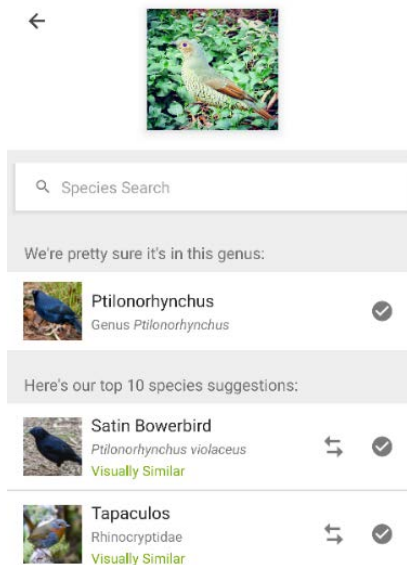 Species Search
We're pretty sure it's in this genus:
Ptilonorhynchus
Genus Ptilonorhynchus
Here's our top 10 species suggestions:
Satin Bowerbird
Ptilonorhynchus violaceus
Visually Similar
Tapaculos
Rhinocryptidae
Visually Similar